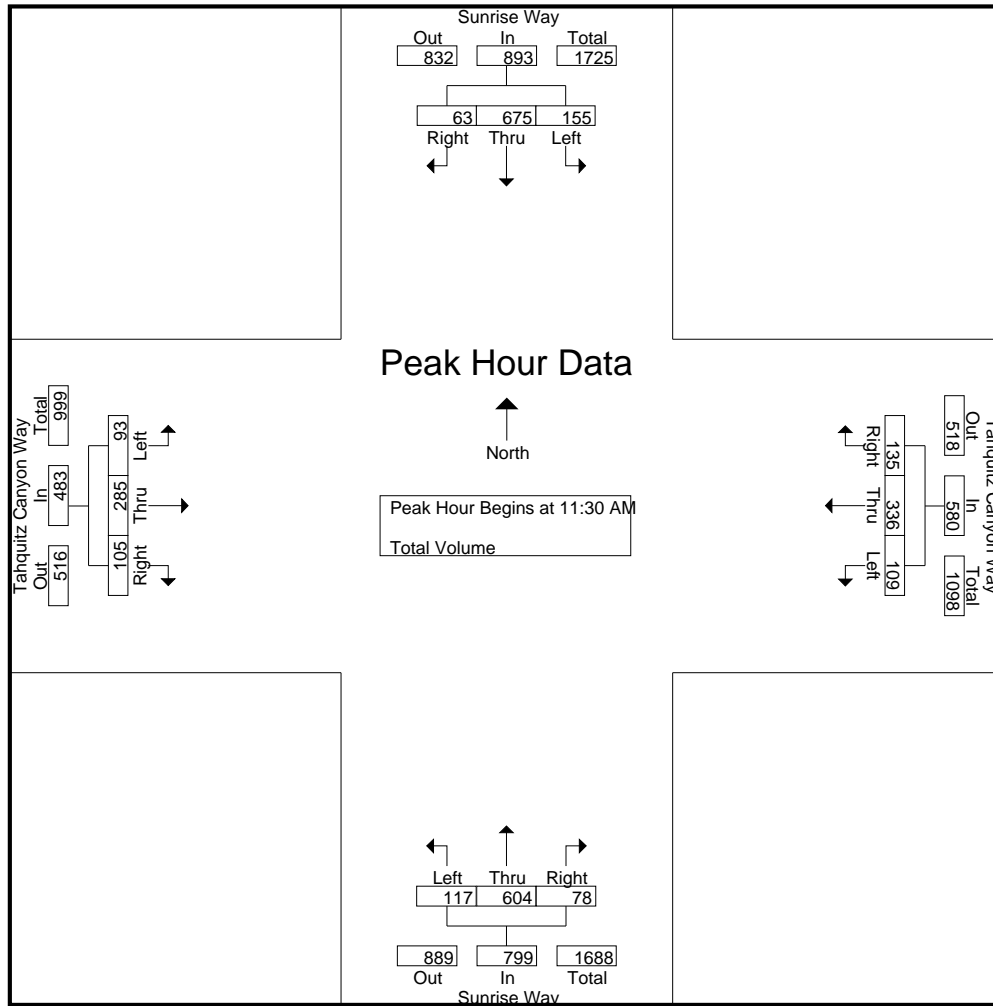 Sunrise Way
Out In Total
832 893 1725
63 675 155
Right Thru Left
Peak Hour Data
North
Peak Hour Begins at 11:30 AM
Total Volume
Tahquitz Canyon Way
Total In Out
999 483 516
93 285 105
Left Thru Right
Tahquitz Canyon Way
Out In Total
518 580 1098
135 336 109
Right Thru Left
Left Thru Right
117 604 78
889 799 1688
Out In Total
Sunrise Way